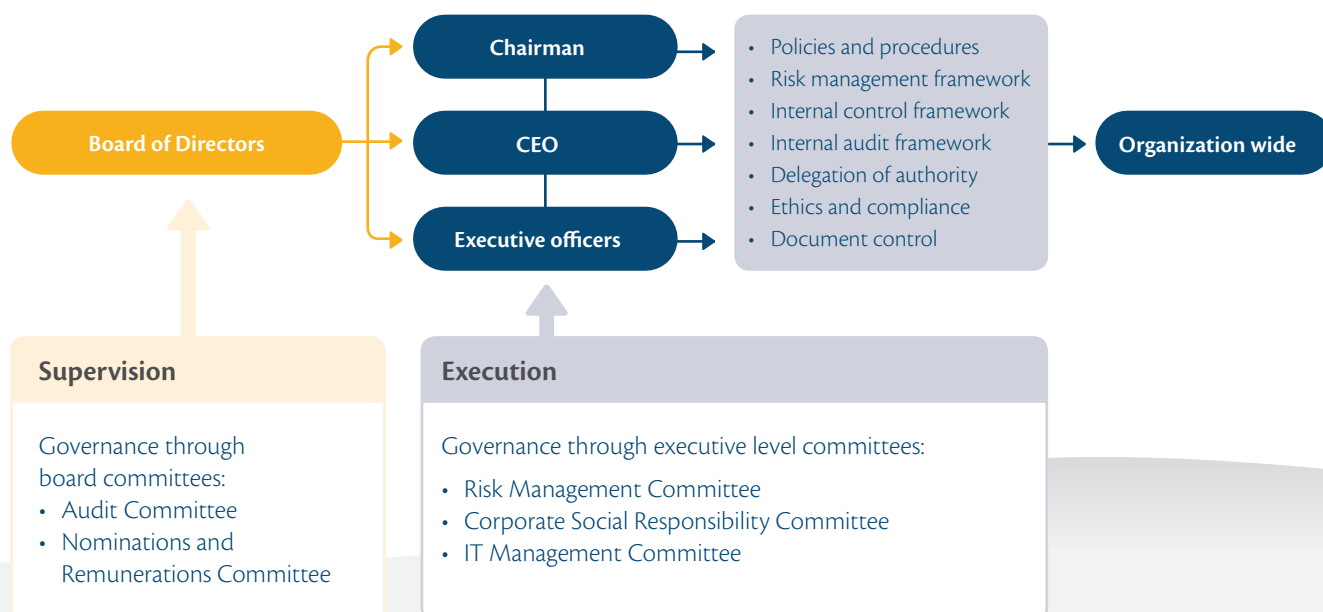 Board of Directors
Chairman
CEO
Executive officers
• Policies and procedures
• Risk management framework
• Internal control framework
• Internal audit framework
• Delegation of authority
• Ethics and compliance
• Document control
Organization wide
Supervision
Governance through
board committees:
• Audit Committee
• Nominations and
Remunerations Committee
Execution
Governance through executive level committees:
• Risk Management Committee
• Corporate Social Responsibility Committee
• IT Management Committee